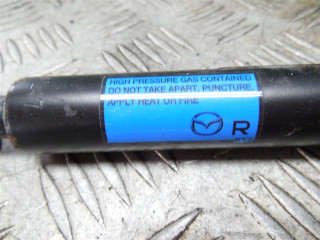 HIGH PRESSURE GAS CONTAINED
DO NOT TAKE APART, PUNCTURE,
APPLY HEAT OR FIRE
R